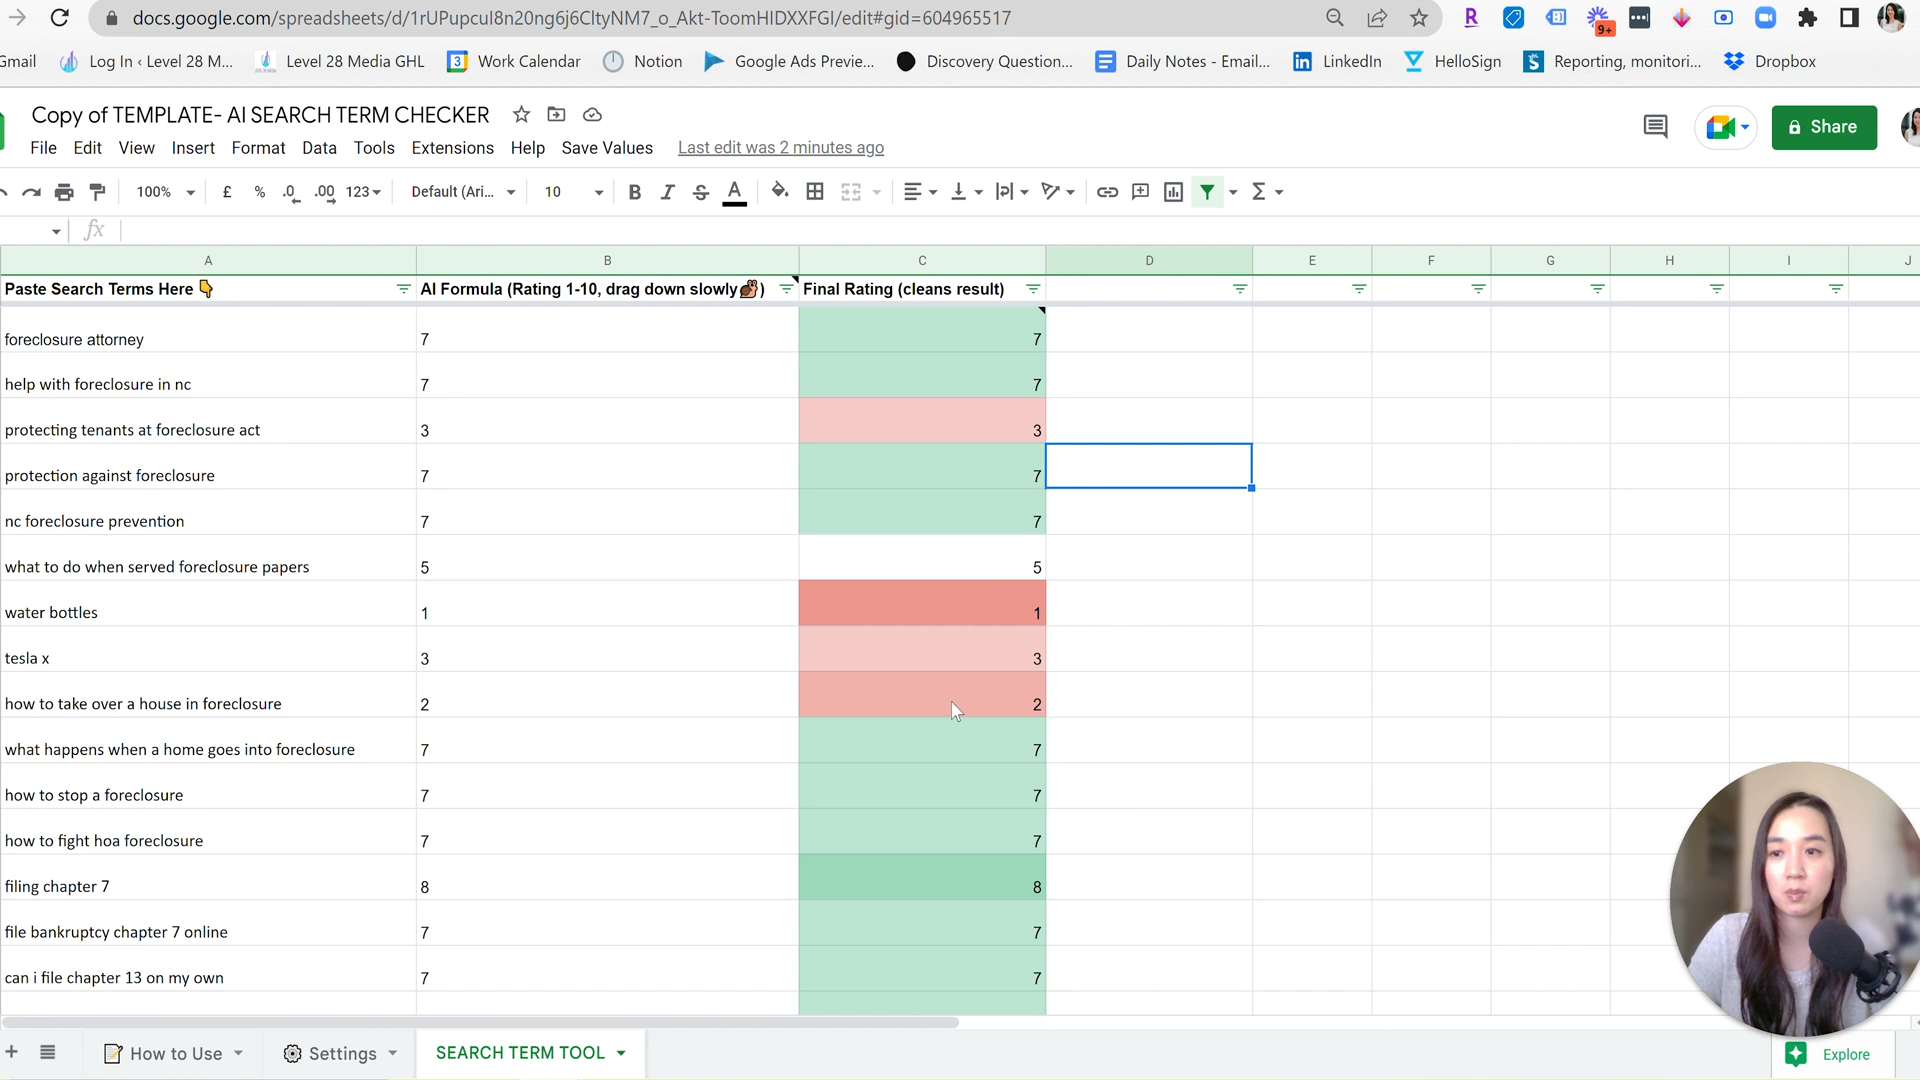 docs.google.com/spreadsheets/d/1rUPupcuI8n20ng6j6CltyNM7_o_Akt-ToomHIDXXFGI/edit#gid=604965517
9+
Gmail Log In ‹ Level 28 M... Level 28 Media GHL Work Calendar Notion Google Ads Previe... Discovery Question... Daily Notes - Email... LinkedIn HelloSign Reporting, monitori... Dropbox
Copy of TEMPLATE- AI SEARCH TERM CHECKER
Share
File Edit View Insert Format Data Tools Extensions Help Save Values Last edit was 2 minutes ago
100% £ % .0 .00 123 Default (Ari... 10 B I S A Σ
fx
A B C D E F G H I J
Paste Search Terms Here 👇 AI Formula (Rating 1-10, drag down slowly🐌) Final Rating (cleans result)
foreclosure attorney 7 7
help with foreclosure in nc 7 7
protecting tenants at foreclosure act 3 3
protection against foreclosure 7 7
nc foreclosure prevention 7 7
what to do when served foreclosure papers 5 5
water bottles 1 1
tesla x 3 3
how to take over a house in foreclosure 2 2
what happens when a home goes into foreclosure 7 7
how to stop a foreclosure 7 7
how to fight hoa foreclosure 7 7
filing chapter 7 8 8
file bankruptcy chapter 7 online 7 7
can i file chapter 13 on my own 7 7
How to Use Settings SEARCH TERM TOOL Explore